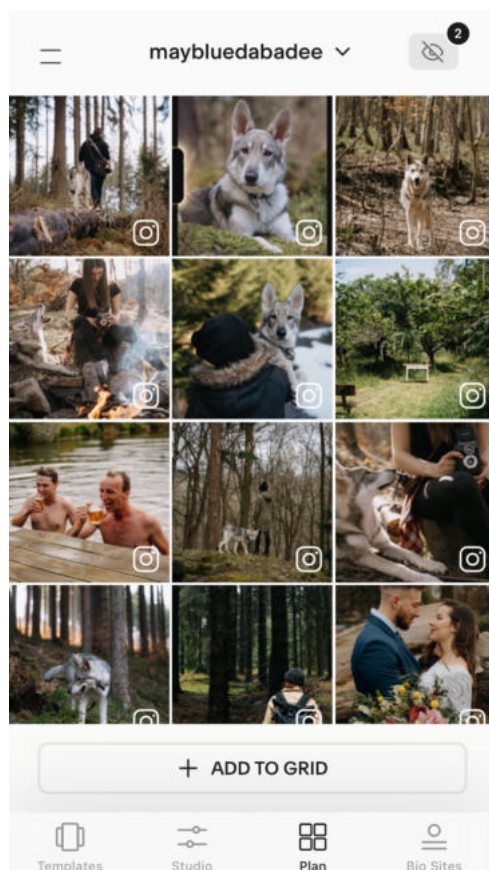 maybluedabadee
2
+ ADD TO GRID
Templates
Studio
Plan
Bio Sites